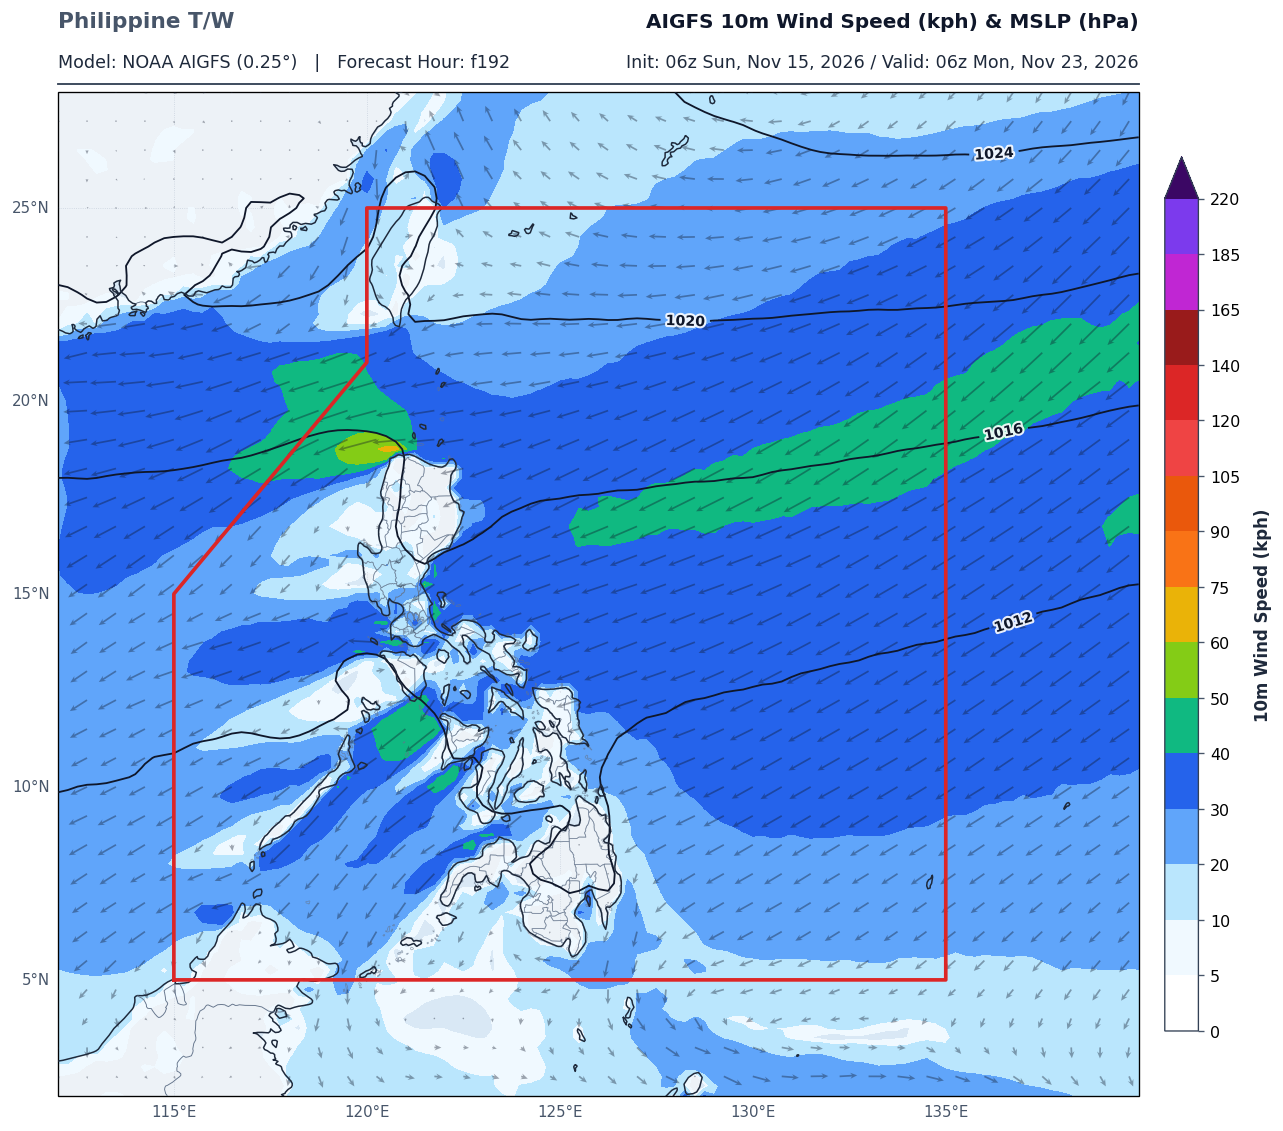 Philippine T/W
AIGFS 10m Wind Speed (kph) & MSLP (hPa)
Model: NOAA AIGFS (0.25°)   |   Forecast Hour: f192
Init: 06z Sun, Nov 15, 2026 / Valid: 06z Mon, Nov 23, 2026
1024
1020
1016
1012
25°N
20°N
15°N
10°N
5°N
115°E
120°E
125°E
130°E
135°E
220
185
165
140
120
105
90
75
60
50
40
30
20
10
5
0
10m Wind Speed (kph)